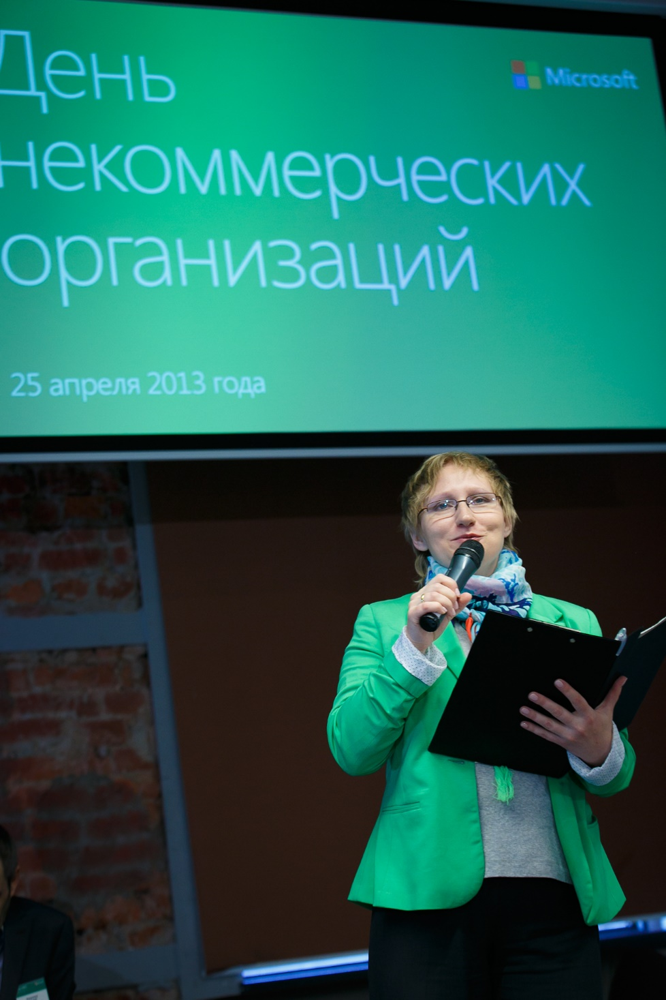 День
Microsoft
некоммерческих
организаций
25 апреля 2013 года